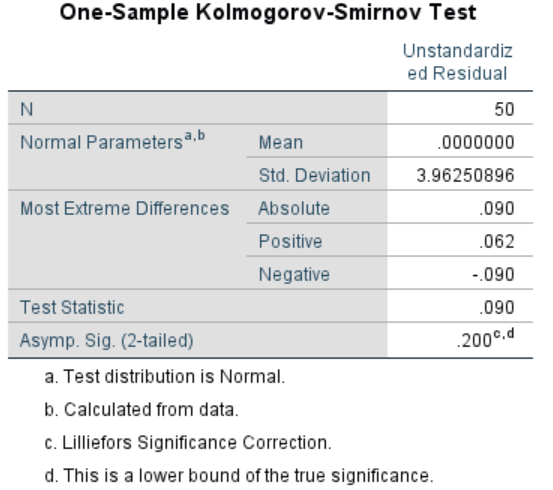 One-Sample Kolmogorov-Smirnov Test
Unstandardiz
ed Residual
N 50
Normal Parametersa,b Mean .0000000
Std. Deviation 3.96250896
Most Extreme Differences Absolute .090
Positive .062
Negative -.090
Test Statistic .090
Asymp. Sig. (2-tailed) .200c,d
a. Test distribution is Normal.
b. Calculated from data.
c. Lilliefors Significance Correction.
d. This is a lower bound of the true significance.